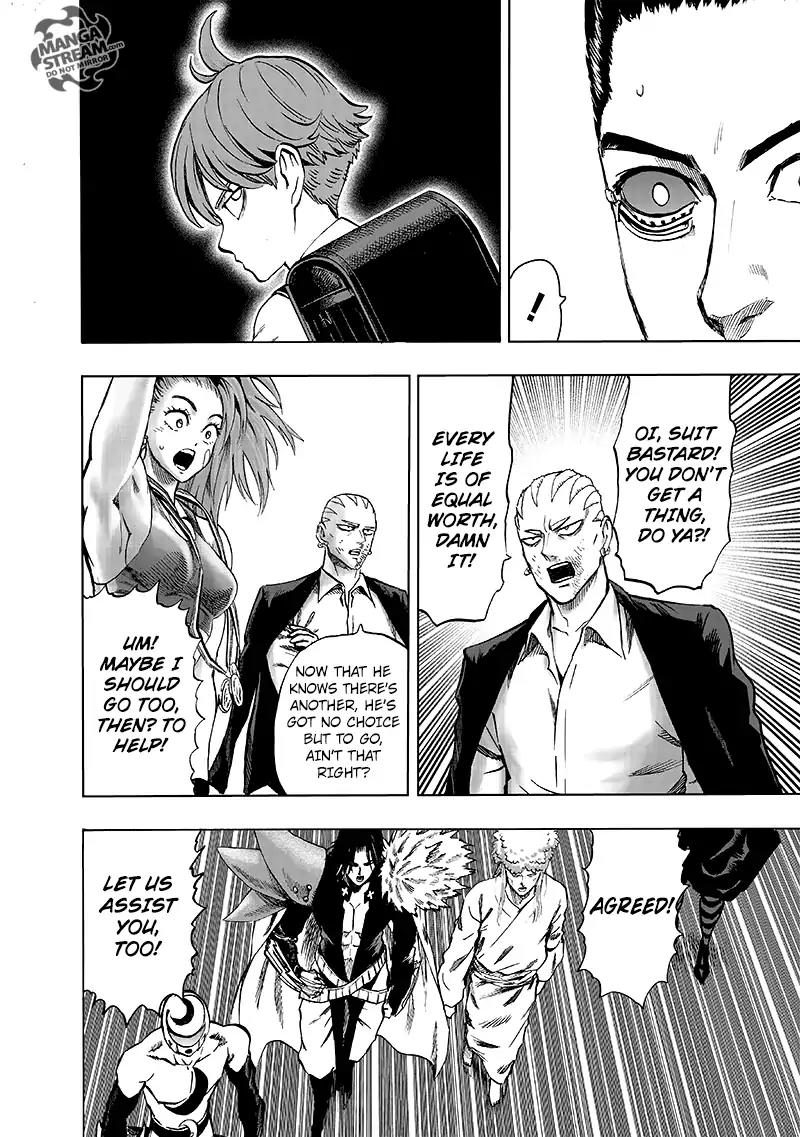 MANGA
STREAM.com
DO NOT MIRROR
!
OI, SUIT
BASTARD!
YOU DON'T
GET A
THING,
DO YA?!
EVERY
LIFE
IS OF
EQUAL
WORTH,
DAMN
IT!
NOW THAT HE
KNOWS THERE'S
ANOTHER, HE'S
GOT NO CHOICE
BUT TO GO,
AIN'T THAT
RIGHT?
UM!
MAYBE I
SHOULD
GO TOO,
THEN? TO
HELP!
AGREED!
LET US
ASSIST
YOU,
TOO!